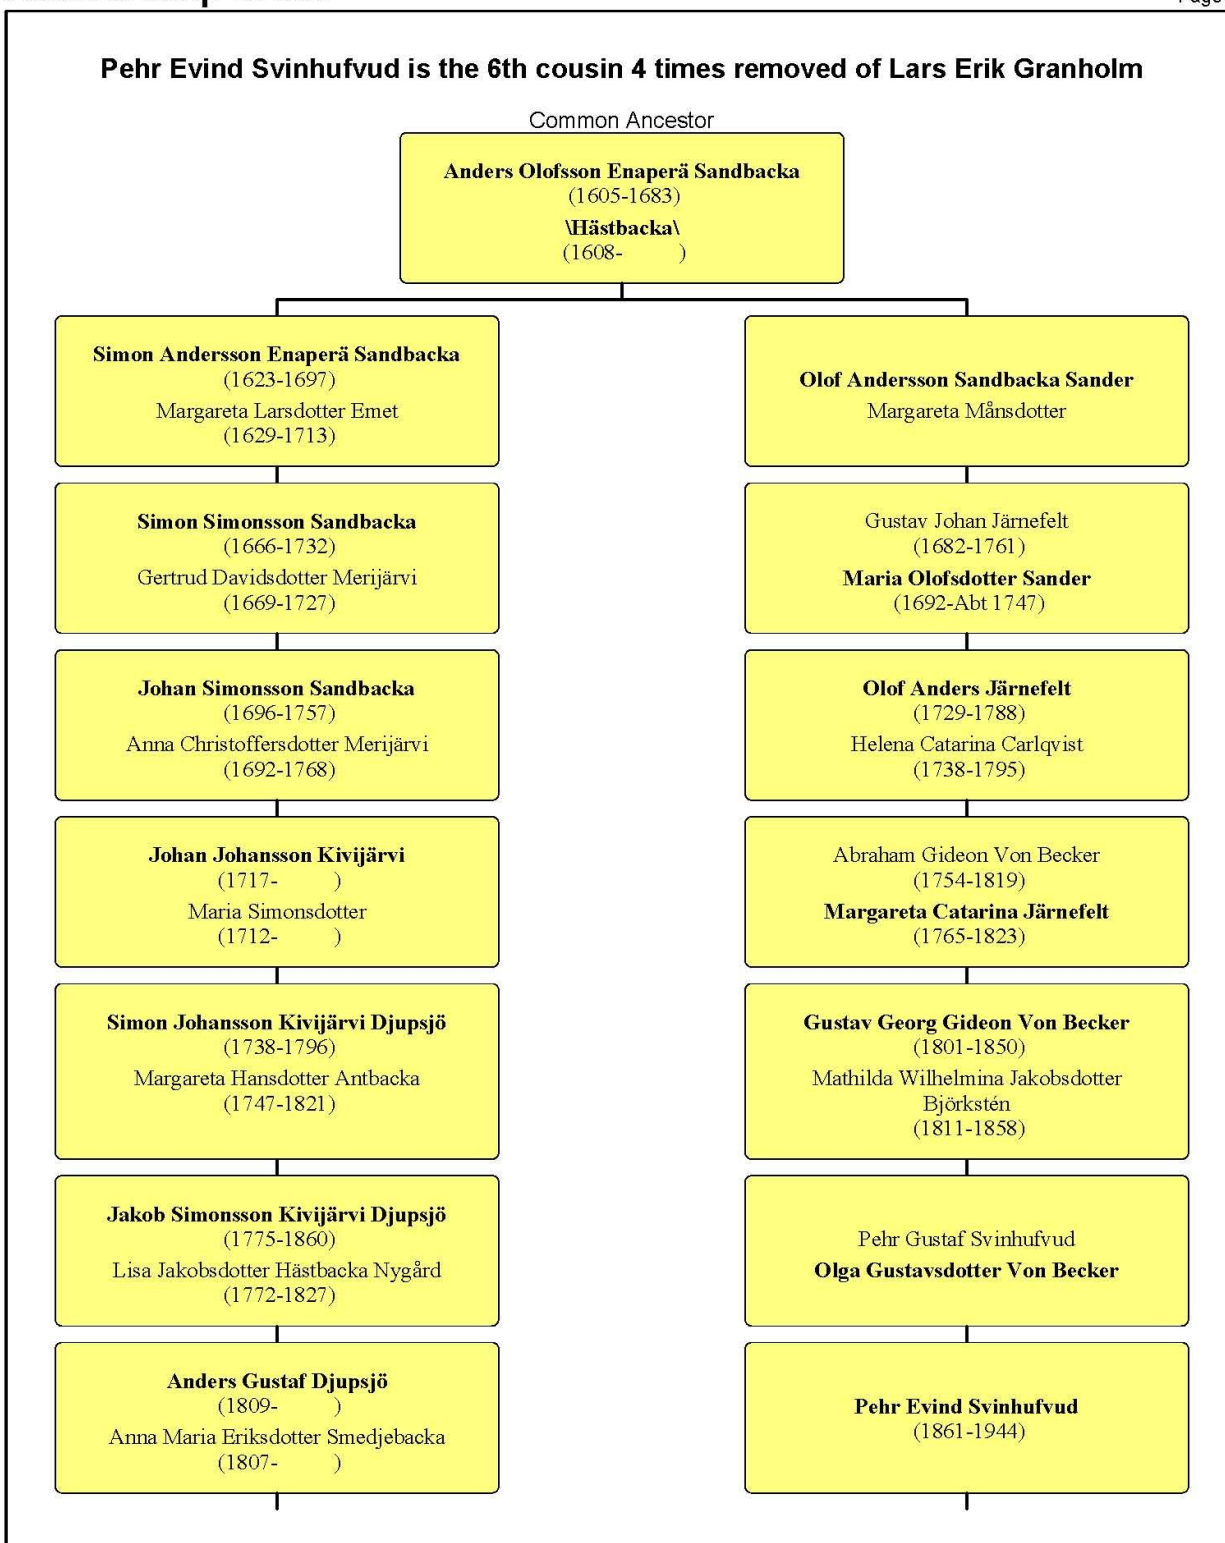 Pehr Evind Svinhufvud is the 6th cousin 4 times removed of Lars Erik Granholm
Common Ancestor
Anders Olofsson Enaperä Sandbacka
(1605-1683)
\Hästbacka\
(1608-        )
Simon Andersson Enaperä Sandbacka
(1623-1697)
Margareta Larsdotter Emet
(1629-1713)
Olof Andersson Sandbacka Sander
Margareta Månsdotter
Simon Simonsson Sandbacka
(1666-1732)
Gertrud Davidsdotter Merijärvi
(1669-1727)
Gustav Johan Järnefelt
(1682-1761)
Maria Olofsdotter Sander
(1692-Abt 1747)
Johan Simonsson Sandbacka
(1696-1757)
Anna Christoffersdotter Merijärvi
(1692-1768)
Olof Anders Järnefelt
(1729-1788)
Helena Catarina Carlqvist
(1738-1795)
Johan Johansson Kivijärvi
(1717-        )
Maria Simonsdotter
(1712-        )
Abraham Gideon Von Becker
(1754-1819)
Margareta Catarina Järnefelt
(1765-1823)
Simon Johansson Kivijärvi Djupsjö
(1738-1796)
Margareta Hansdotter Antbacka
(1747-1821)
Gustav Georg Gideon Von Becker
(1801-1850)
Mathilda Wilhelmina Jakobsdotter
Björkstén
(1811-1858)
Jakob Simonsson Kivijärvi Djupsjö
(1775-1860)
Lisa Jakobsdotter Hästbacka Nygård
(1772-1827)
Pehr Gustaf Svinhufvud
Olga Gustavsdotter Von Becker
Anders Gustaf Djupsjö
(1809-        )
Anna Maria Eriksdotter Smedjebacka
(1807-        )
Pehr Evind Svinhufvud
(1861-1944)